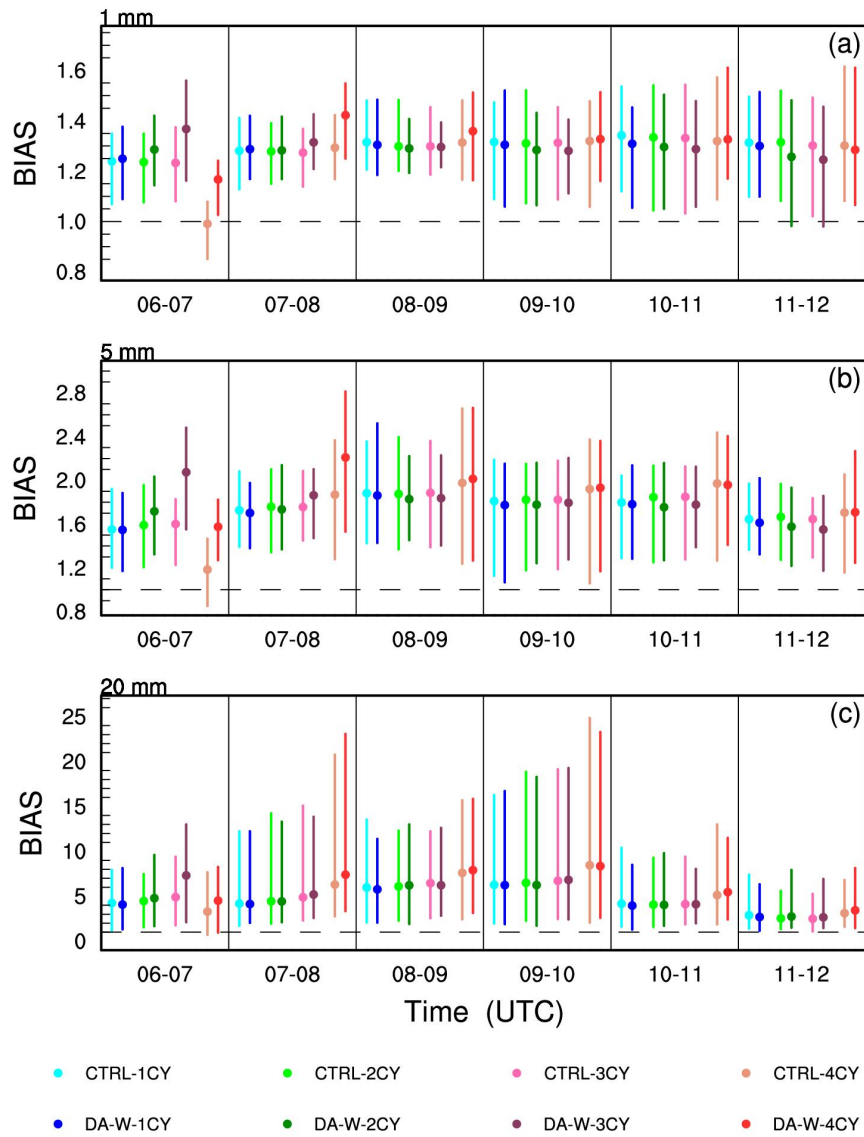 1 mm
(a)
BIAS
1.6
1.4
1.2
1.0
0.8
06-07 07-08 08-09 09-10 10-11 11-12
5 mm
(b)
BIAS
2.8
2.4
2.0
1.6
1.2
0.8
06-07 07-08 08-09 09-10 10-11 11-12
20 mm
(c)
BIAS
25
20
15
10
5
0
06-07 07-08 08-09 09-10 10-11 11-12
Time (UTC)
CTRL-1CY CTRL-2CY CTRL-3CY CTRL-4CY
DA-W-1CY DA-W-2CY DA-W-3CY DA-W-4CY